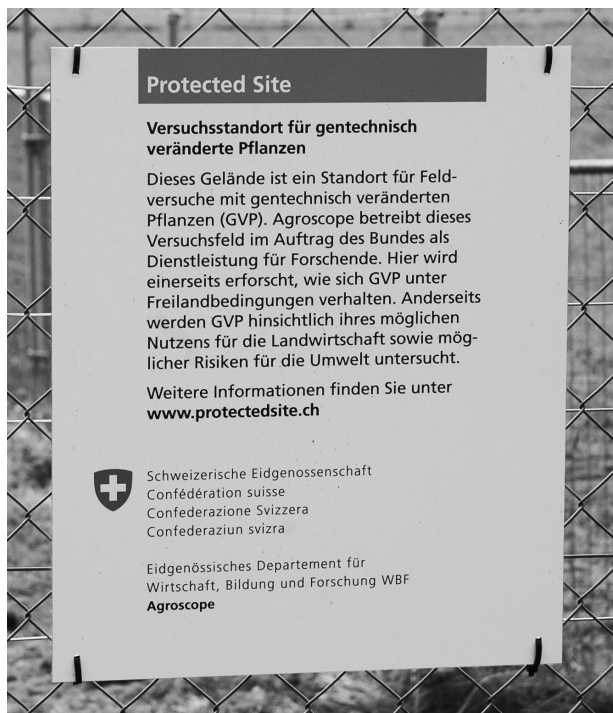 Protected Site
Versuchsstandort für gentechnisch
veränderte Pflanzen
Dieses Gelände ist ein Standort für Feld-
versuche mit gentechnisch veränderten
Pflanzen (GVP). Agroscope betreibt dieses
Versuchsfeld im Auftrag des Bundes als
Dienstleistung für Forschende. Hier wird
einerseits erforscht, wie sich GVP unter
Freilandbedingungen verhalten. Anderseits
werden GVP hinsichtlich ihres möglichen
Nutzens für die Landwirtschaft sowie mög-
licher Risiken für die Umwelt untersucht.
Weitere Informationen finden Sie unter
www.protectedsite.ch
Schweizerische Eidgenossenschaft
Confédération suisse
Confederazione Svizzera
Confederaziun svizra
Eidgenössisches Departement für
Wirtschaft, Bildung und Forschung WBF
Agroscope